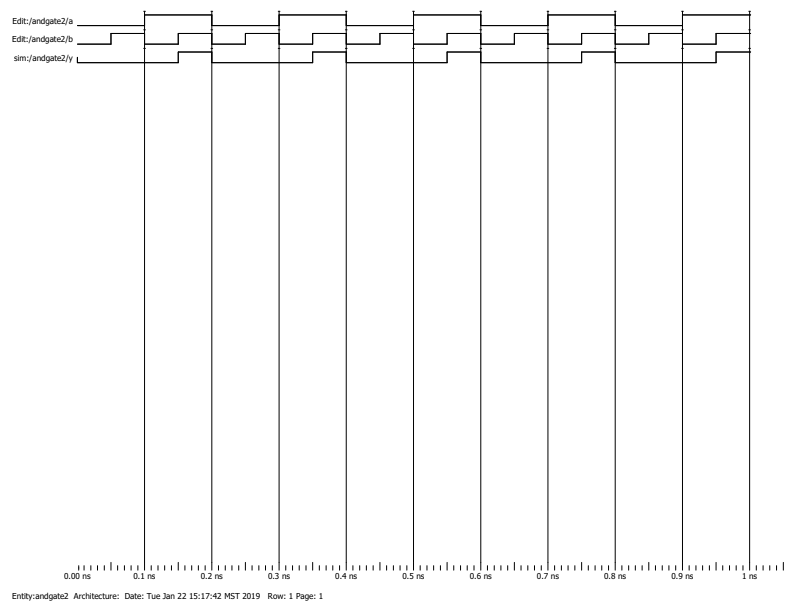 Edit:/andgate2/a
Edit:/andgate2/b
sim:/andgate2/y
0.00 ns 0.1 ns 0.2 ns 0.3 ns 0.4 ns 0.5 ns 0.6 ns 0.7 ns 0.8 ns 0.9 ns 1 ns
Entity:andgate2 Architecture: Date: Tue Jan 22 15:17:42 MST 2019 Row: 1 Page: 1